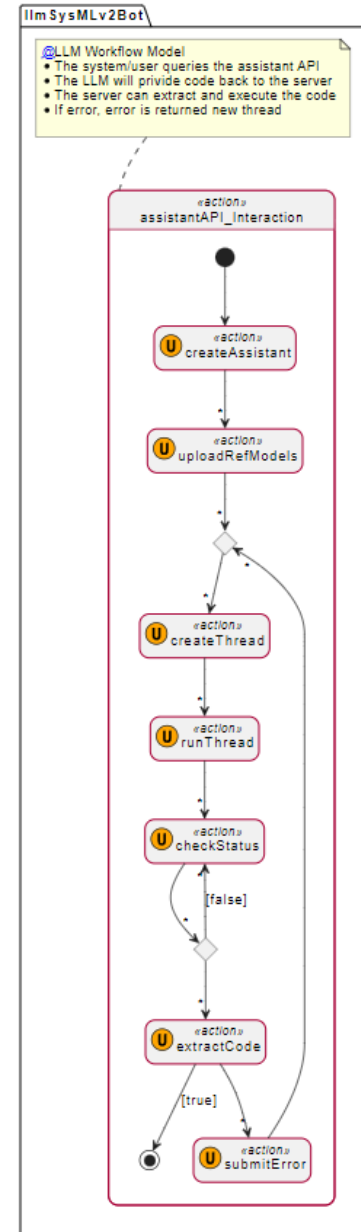 llmSysMLv2Bot
@LLM Workflow Model
• The system/user queries the assistant API
• The LLM will privide code back to the server
• The server can extract and execute the code
• If error, error is returned new thread
«action»
assistantAPI_Interaction
U
«action»
createAssistant
*
U
«action»
uploadRefModels
*
*
*
U
«action»
createThread
*
U
«action»
runThread
*
U
«action»
checkStatus
*
[false]
*
*
U
«action»
extractCode
[true]
*
U
«action»
submitError